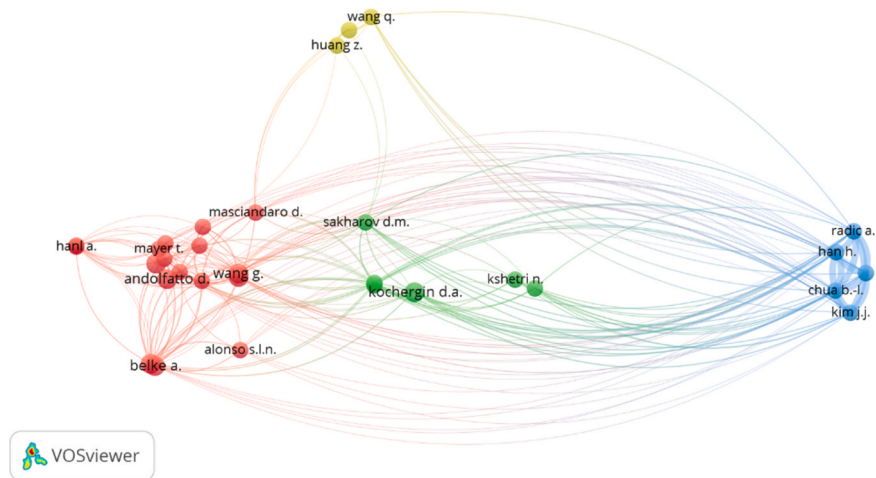 wang q.
huang z.
masciandaro d.
sakharov d.m.
radic a.
hanl a.
mayer t.
han h.
andolfatto d.
wang g.
kshetri n.
kochergin d.a.
chua b.-l.
kim j.j.
alonso s.l.n.
belke a.
VOSviewer